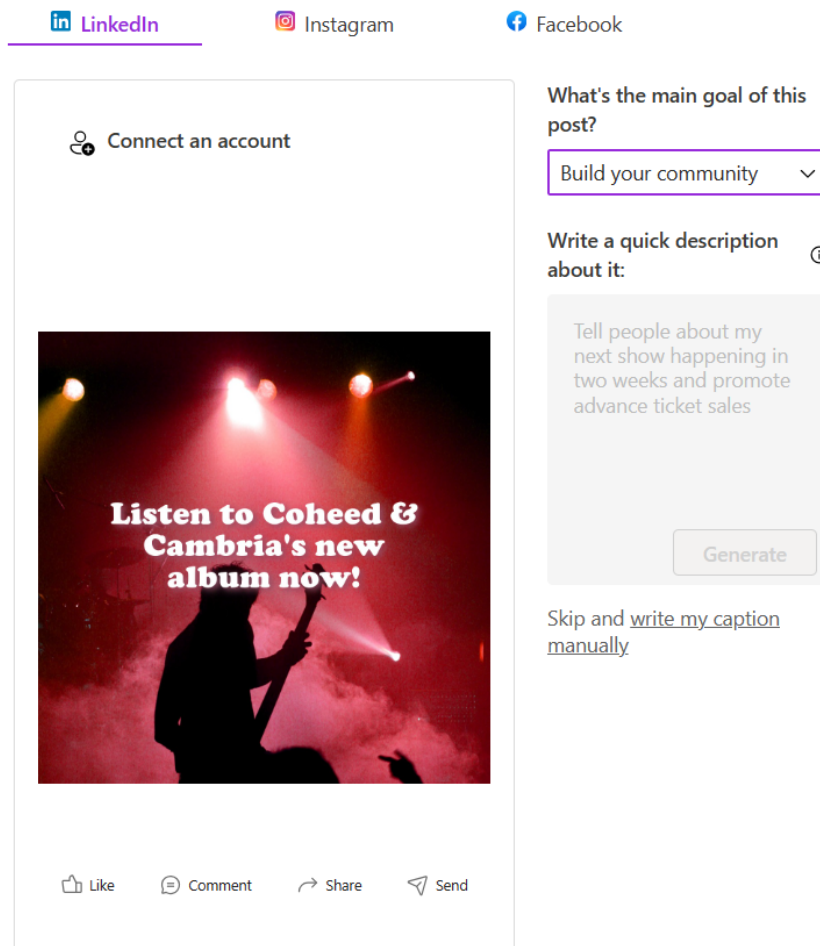 LinkedIn
Instagram
Facebook
Connect an account
Listen to Coheed &
Cambria's new
album now!
Like
Comment
Share
Send
What's the main goal of this
post?
Build your community
Write a quick description
about it:
Tell people about my
next show happening in
two weeks and promote
advance ticket sales
Generate
Skip and write my caption
manually